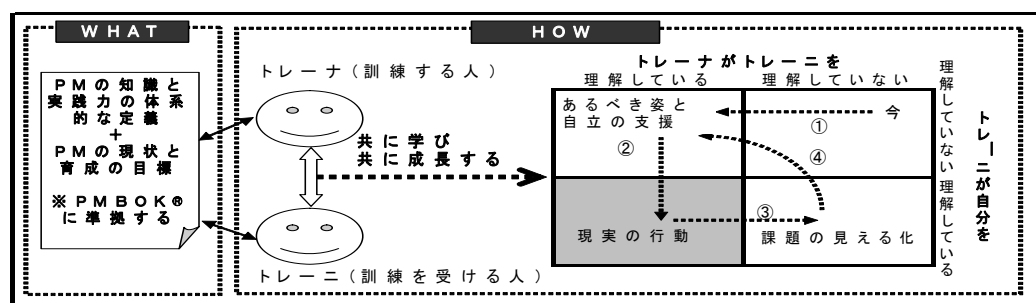 WHAT
PMの知識と
実践力の体系
的な定義
+
PMの現状と
育成の目標
※PMBOK®
に準拠する
HOW
トレーナ(訓練する人)
共に学び
共に成長する
トレーニ(訓練を受ける人)
トレーナがトレーニを
理解している
理解していない
あるべき姿と
自立の支援
今
①
②
④
③
現実の行動
課題の見える化
理解していない
理解している
トレーニが自分を